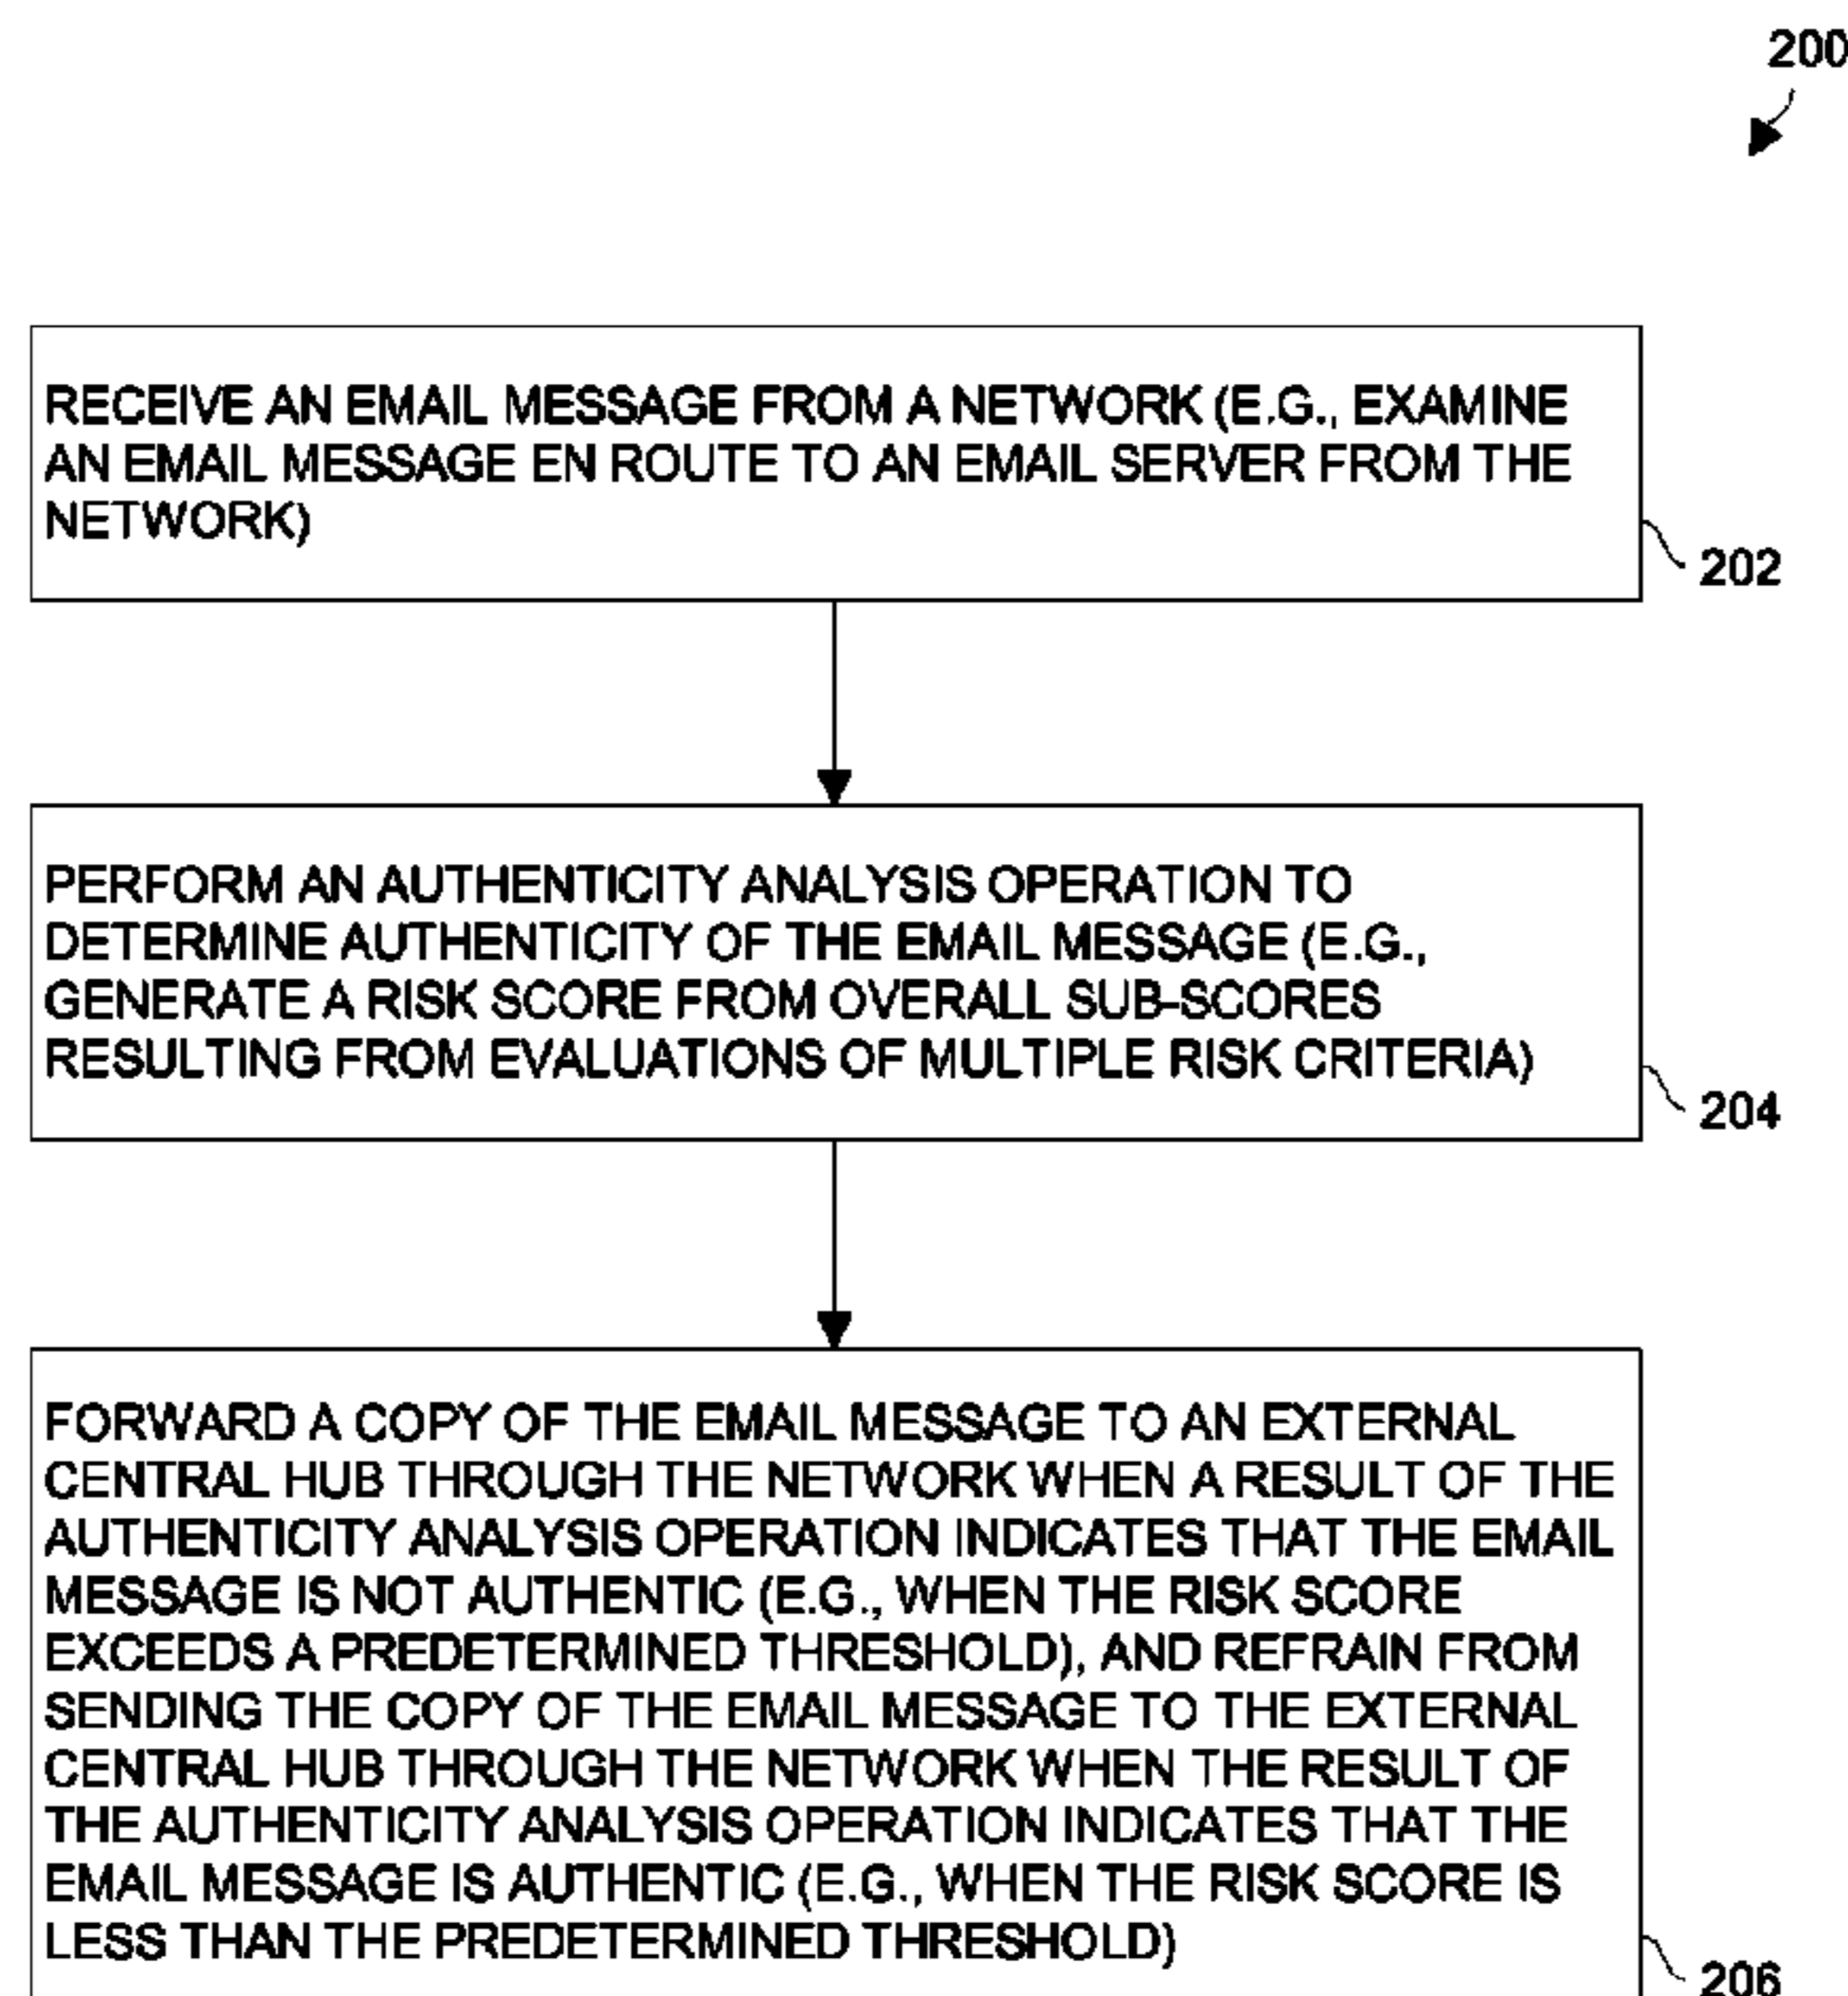 200
RECEIVE AN EMAIL MESSAGE FROM A NETWORK (E.G., EXAMINE
AN EMAIL MESSAGE EN ROUTE TO AN EMAIL SERVER FROM THE
NETWORK)
202
PERFORM AN AUTHENTICITY ANALYSIS OPERATION TO
DETERMINE AUTHENTICITY OF THE EMAIL MESSAGE (E.G.,
GENERATE A RISK SCORE FROM OVERALL SUB-SCORES
RESULTING FROM EVALUATIONS OF MULTIPLE RISK CRITERIA)
204
FORWARD A COPY OF THE EMAIL MESSAGE TO AN EXTERNAL
CENTRAL HUB THROUGH THE NETWORK WHEN A RESULT OF THE
AUTHENTICITY ANALYSIS OPERATION INDICATES THAT THE EMAIL
MESSAGE IS NOT AUTHENTIC (E.G., WHEN THE RISK SCORE
EXCEEDS A PREDETERMINED THRESHOLD), AND REFRAIN FROM
SENDING THE COPY OF THE EMAIL MESSAGE TO THE EXTERNAL
CENTRAL HUB THROUGH THE NETWORK WHEN THE RESULT OF
THE AUTHENTICITY ANALYSIS OPERATION INDICATES THAT THE
EMAIL MESSAGE IS AUTHENTIC (E.G., WHEN THE RISK SCORE IS
LESS THAN THE PREDETERMINED THRESHOLD)
206